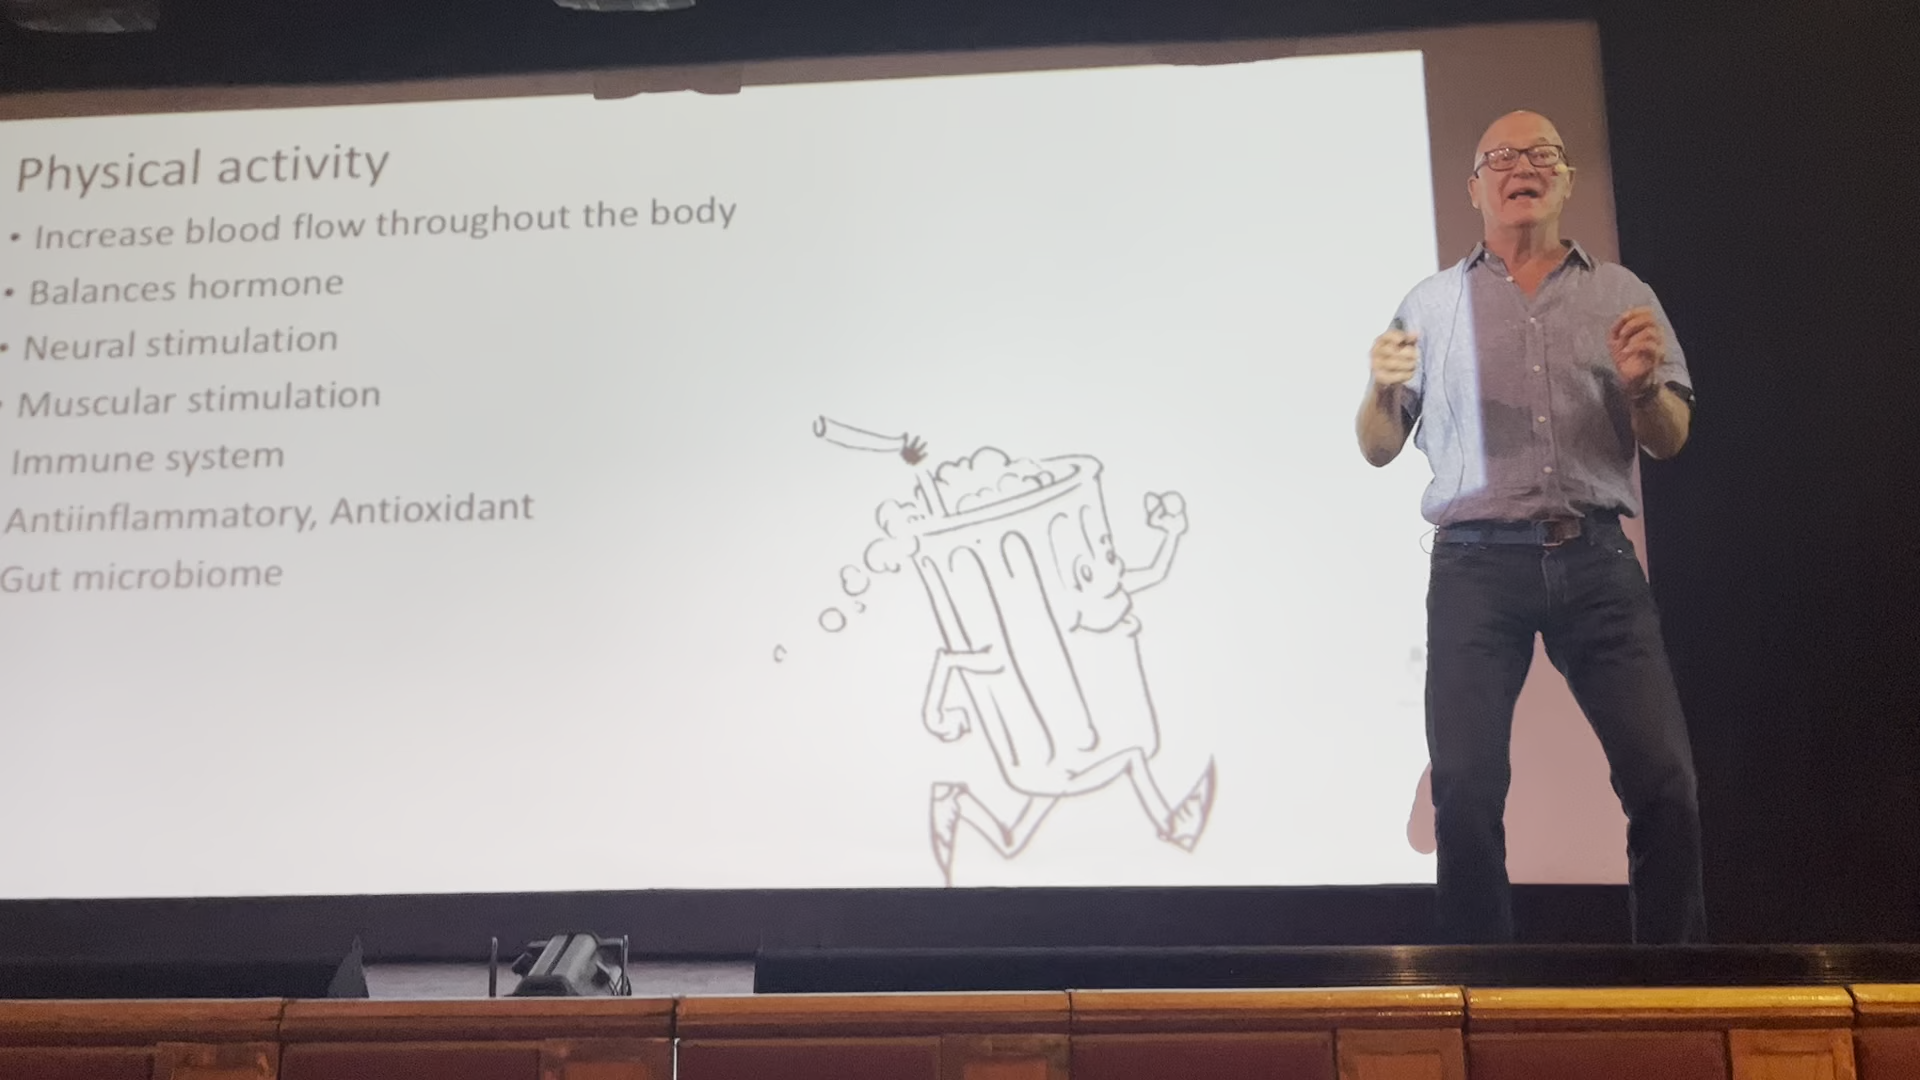 Physical activity
• Increase blood flow throughout the body
• Balances hormone
• Neural stimulation
• Muscular stimulation
Immune system
Antiinflammatory, Antioxidant
Gut microbiome